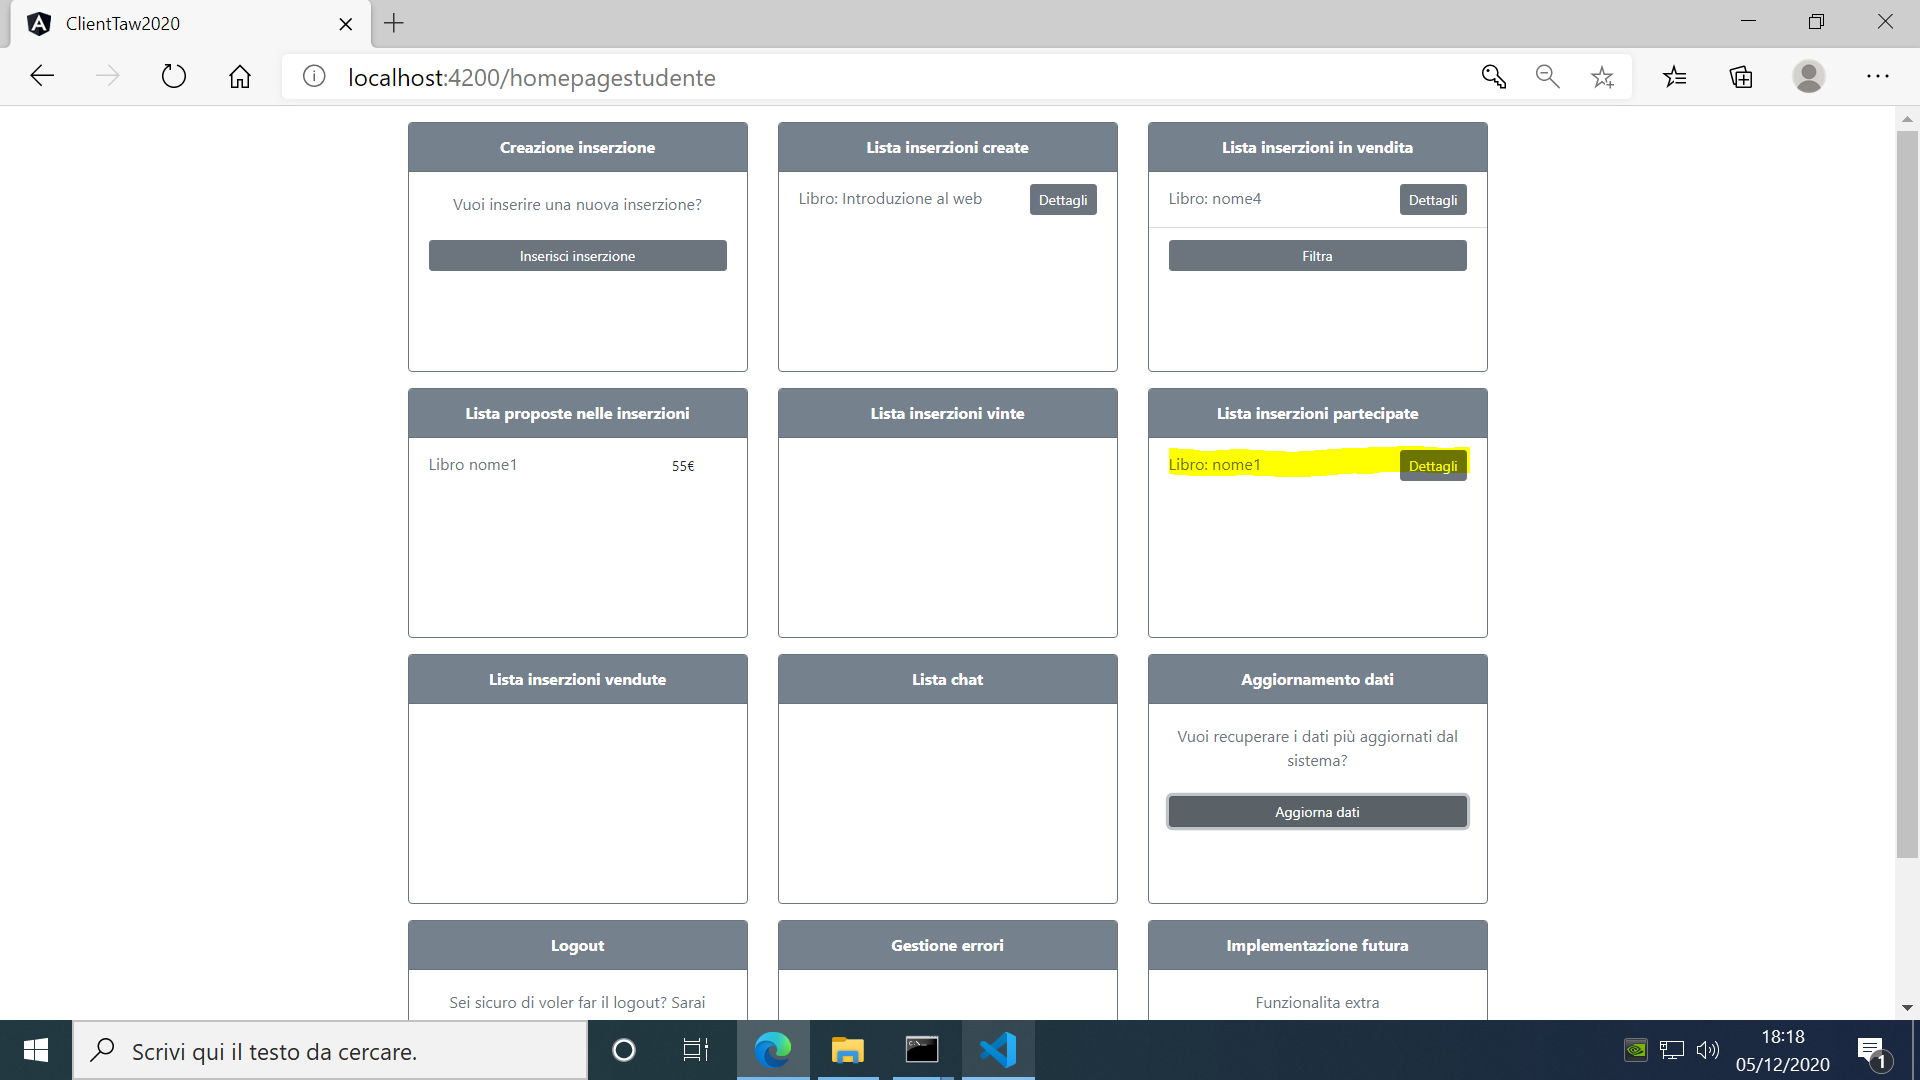 ClientTaw2020
localhost:4200/homepagestudente
Creazione inserzione
Vuoi inserire una nuova inserzione?
Inserisci inserzione
Lista inserzioni create
Libro: Introduzione al web
Dettagli
Lista inserzioni in vendita
Libro: nome4
Dettagli
Filtra
Lista proposte nelle inserzioni
Libro nome1
55€
Lista inserzioni vinte
Lista inserzioni partecipate
Libro: nome1
Dettagli
Lista inserzioni vendute
Lista chat
Aggiornamento dati
Vuoi recuperare i dati più aggiornati dal
sistema?
Aggiorna dati
Logout
Sei sicuro di voler far il logout? Sarai
Gestione errori
Implementazione futura
Funzionalita extra
Scrivi qui il testo da cercare.
18:18
05/12/2020
1